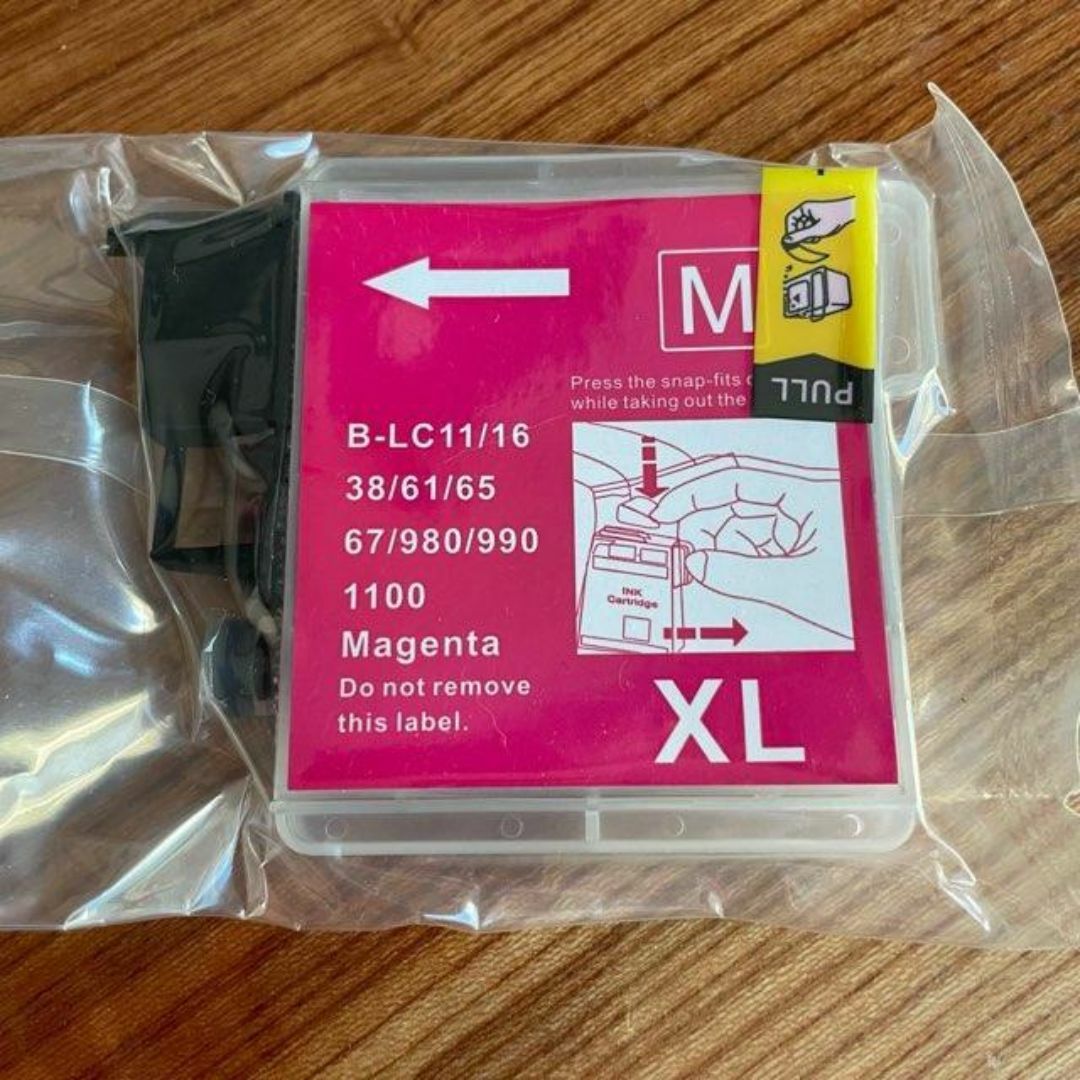 M
PULL
Press the snap-fits
while taking out the
B-LC11/16
38/61/65
67/980/990
1100
Magenta
Do not remove
this label.
INK
Cartridge
XL